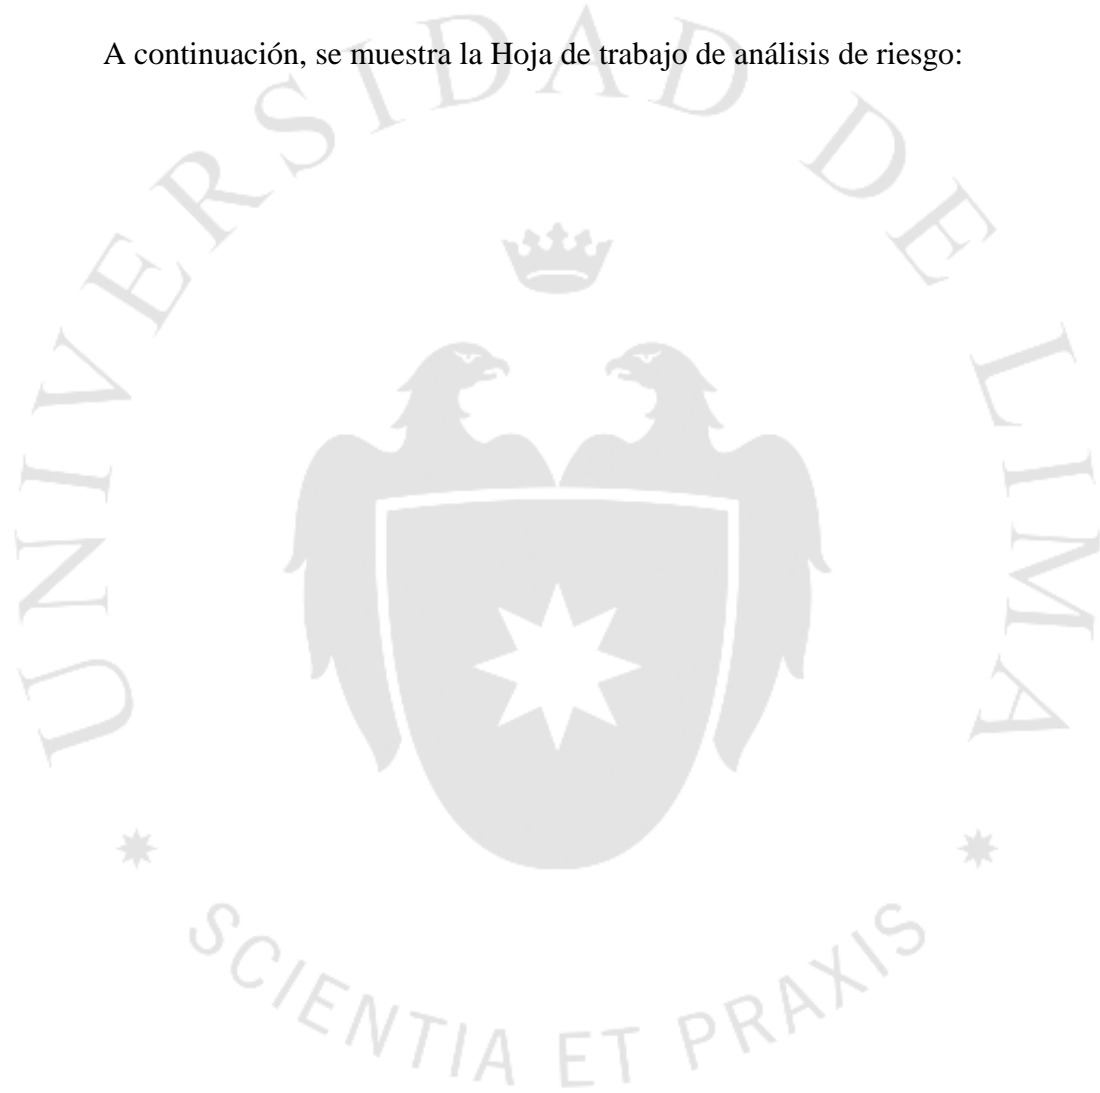 A continuación, se muestra la Hoja de trabajo de análisis de riesgo:
UNIVERSIDAD DE LIMA
SCIENTIA ET PRAXIS